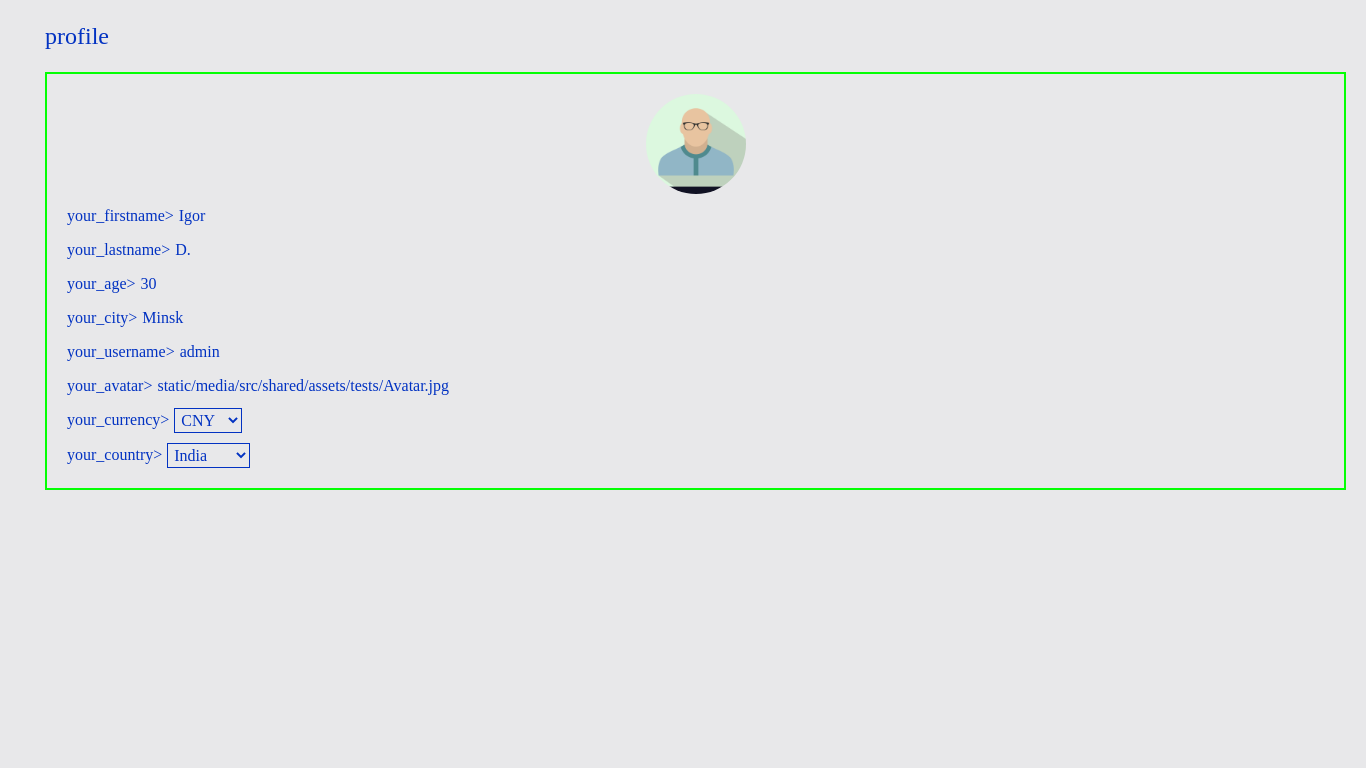 profile
your_firstname> Igor
your_lastname> D.
your_age> 30
your_city> Minsk
your_username> admin
your_avatar> static/media/src/shared/assets/tests/Avatar.jpg
your_currency> CNY
your_country> India